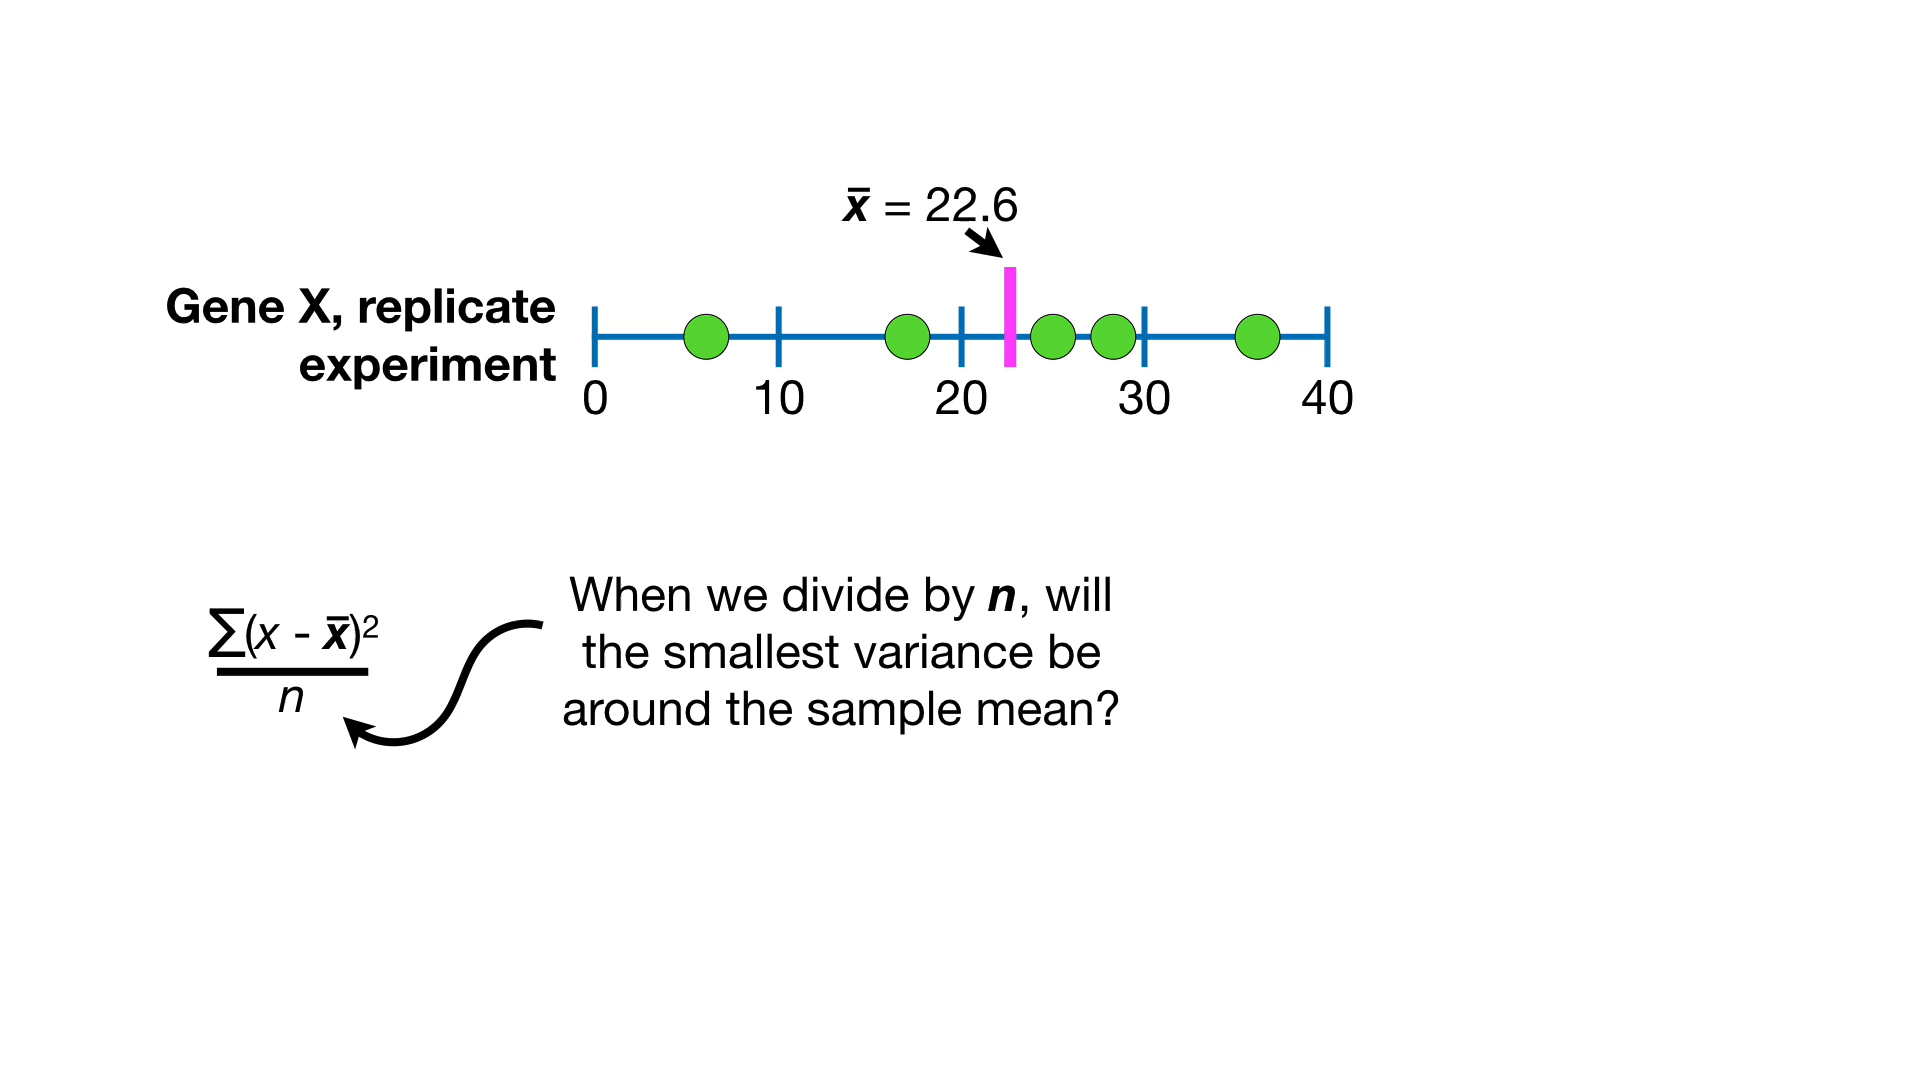 x̄ = 22.6
Gene X, replicate
experiment
0 10 20 30 40
∑(x - x̄)²
n
When we divide by n, will
the smallest variance be
around the sample mean?